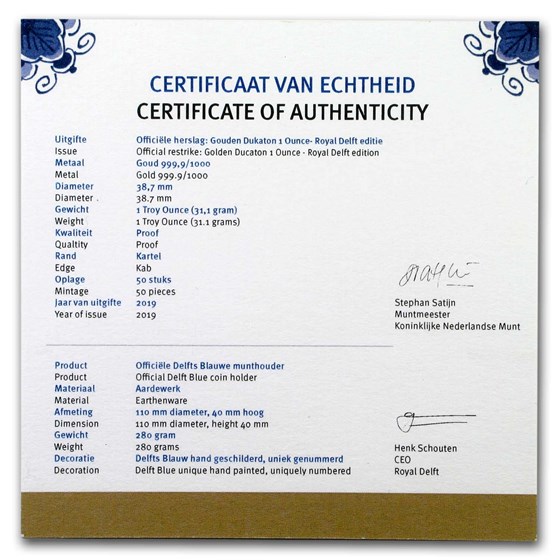 CERTIFICAAT VAN ECHTHEID
CERTIFICATE OF AUTHENTICITY
Uitgifte Officiële herslag: Gouden Dukaton 1 Ounce- Royal Delft editie
Issue Official restrike: Golden Ducaton 1 Ounce - Royal Delft edition
Metaal Goud 999,9/1000
Metal Gold 999.9/1000
Diameter 38,7 mm
Diameter . 38.7 mm
Gewicht 1 Troy Ounce (31,1 gram)
Weight 1 Troy Ounce (31.1 grams)
Kwaliteit Proof
Qualtity Proof
Rand Kartel
Edge Kab
Oplage 50 stuks
Mintage 50 pieces
Jaar van uitgifte 2019
Year of issue 2019
Stephan Satijn
Muntmeester
Koninklijke Nederlandse Munt
Product Officiële Delfts Blauwe munthouder
Product Official Delft Blue coin holder
Materiaal Aardewerk
Material Earthenware
Afmeting 110 mm diameter, 40 mm hoog
Dimension 110 mm diameter, height 40 mm
Gewicht 280 gram
Weight 280 grams
Decoratie Delfts Blauw hand geschilderd, uniek genummerd
Decoration Delft Blue unique hand painted, uniquely numbered
Henk Schouten
CEO
Royal Delft